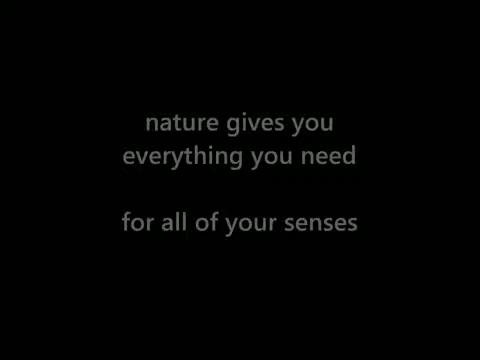 nature gives you
everything you need
for all of your senses